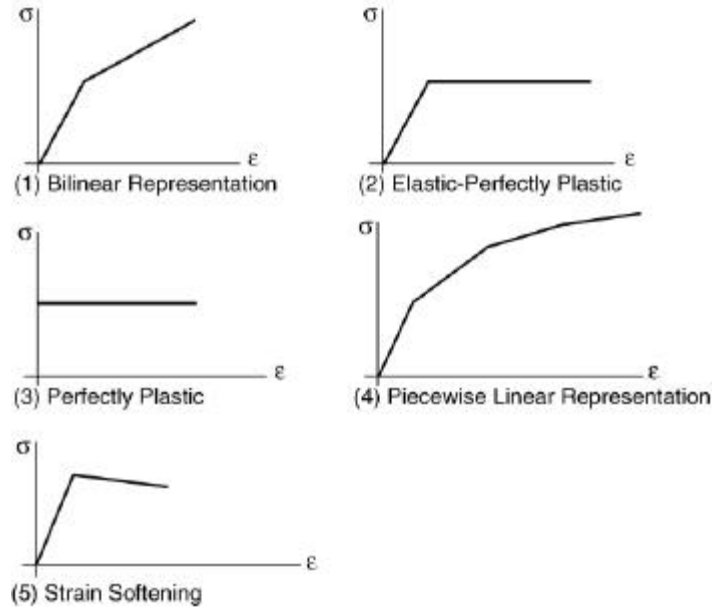 σ
σ
ε
ε
(1) Bilinear Representation
(2) Elastic-Perfectly Plastic
σ
σ
ε
ε
(3) Perfectly Plastic
(4) Piecewise Linear Representation
σ
ε
(5) Strain Softening